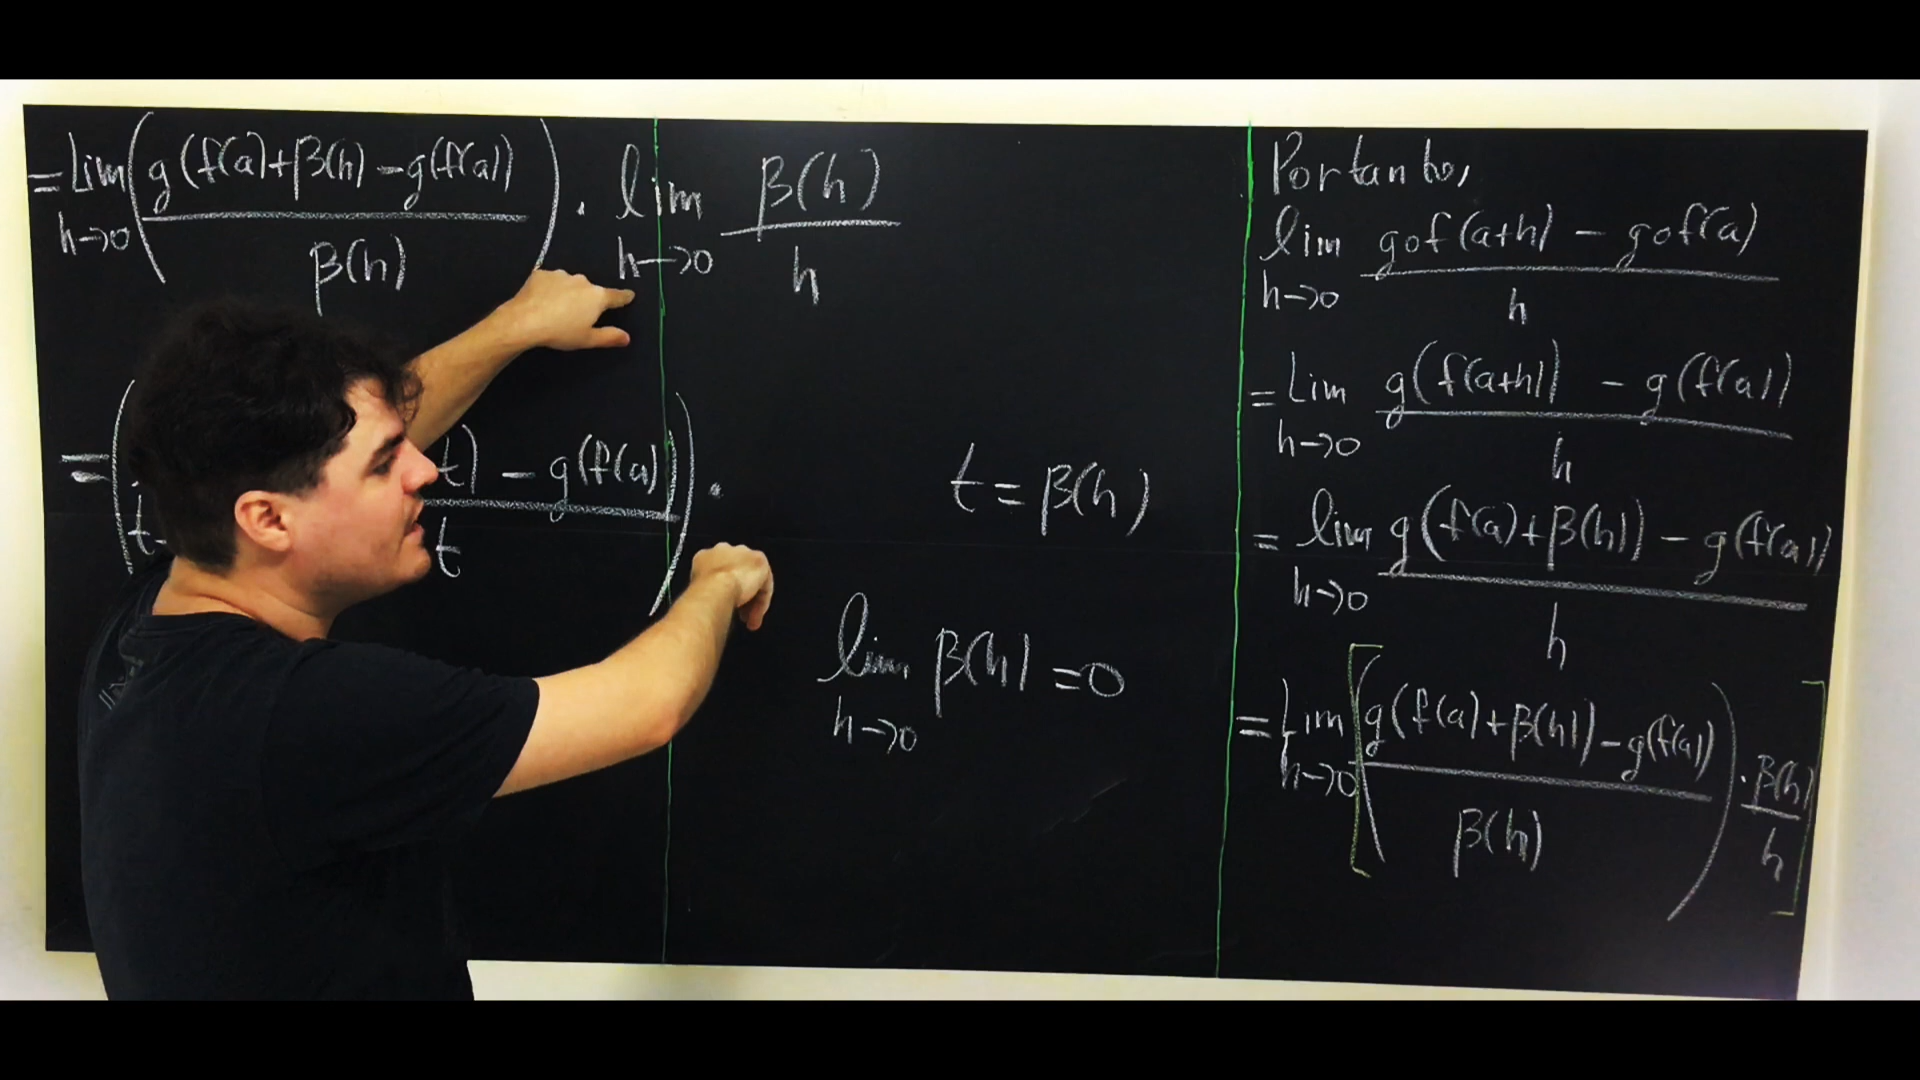 Portanto,
lim h→0 gof(a+h) - gof(a) / h
= Lim h→0 g(f(a+h)) - g(f(a)) / h
= lim h→0 g(f(a)+β(h)) - g(f(a)) / h
= Lim h→0 [(g(f(a)+β(h)) - g(f(a)) / β(h)) · β(h) / h]
= Lim h→0 (g(f(a)+β(h) - g(f(a)) / β(h)) · lim h→0 β(h) / h
= ( t) - g(f(a)) / t ) ·
t = β(h)
lim h→0 β(h) = 0